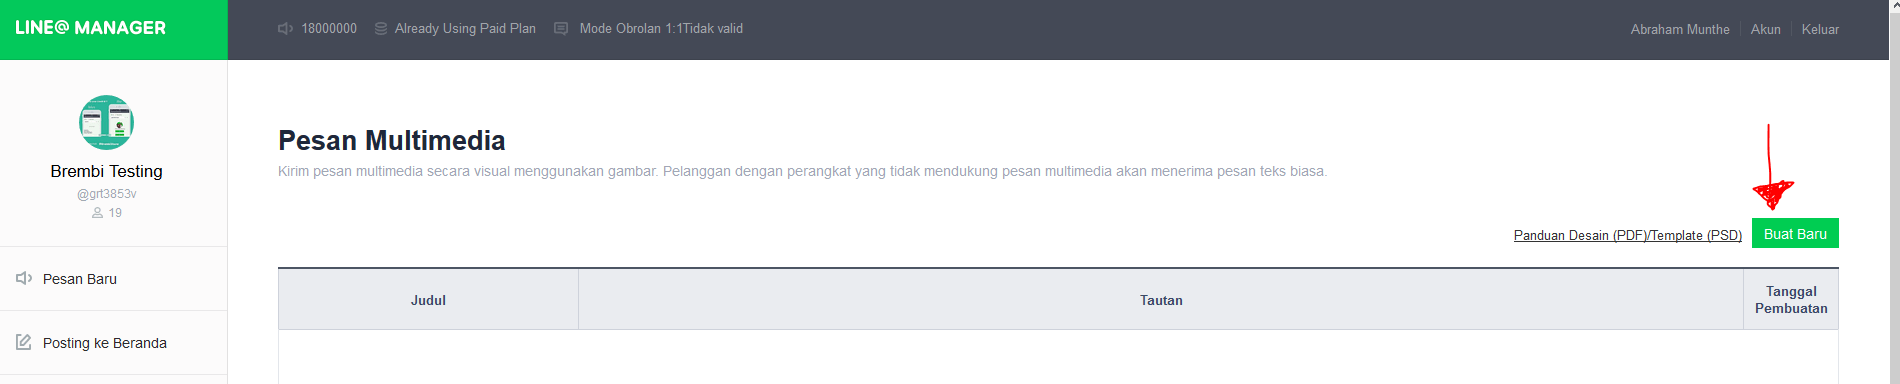 LINE@ MANAGER
18000000 Already Using Paid Plan Mode Obrolan 1:1Tidak valid
Abraham Munthe Akun Keluar
Brembi Testing
@grt3853v
19
Pesan Baru
Posting ke Beranda
Pesan Multimedia
Kirim pesan multimedia secara visual menggunakan gambar. Pelanggan dengan perangkat yang tidak mendukung pesan multimedia akan menerima pesan teks biasa.
Panduan Desain (PDF)/Template (PSD) Buat Baru
Judul Tautan Tanggal
Pembuatan